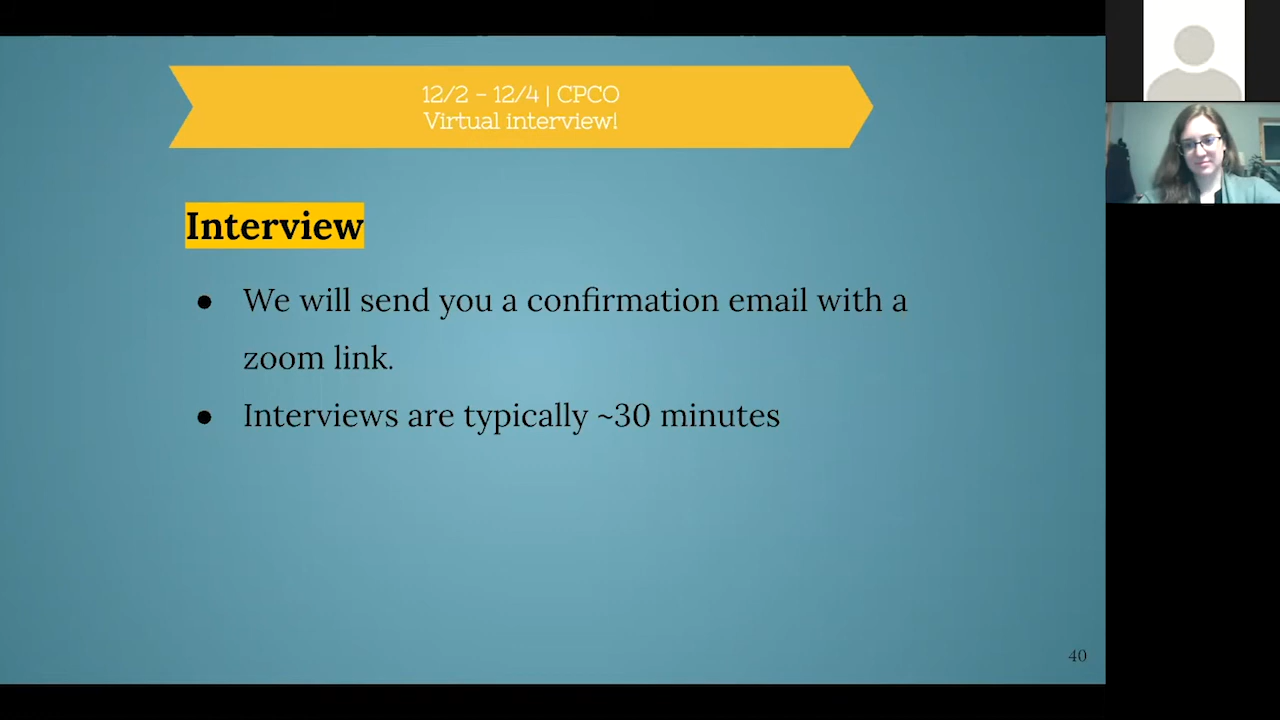 12/2 - 12/4 | CPCO
Virtual interview!
Interview
● We will send you a confirmation email with a
zoom link.
● Interviews are typically ~30 minutes
40